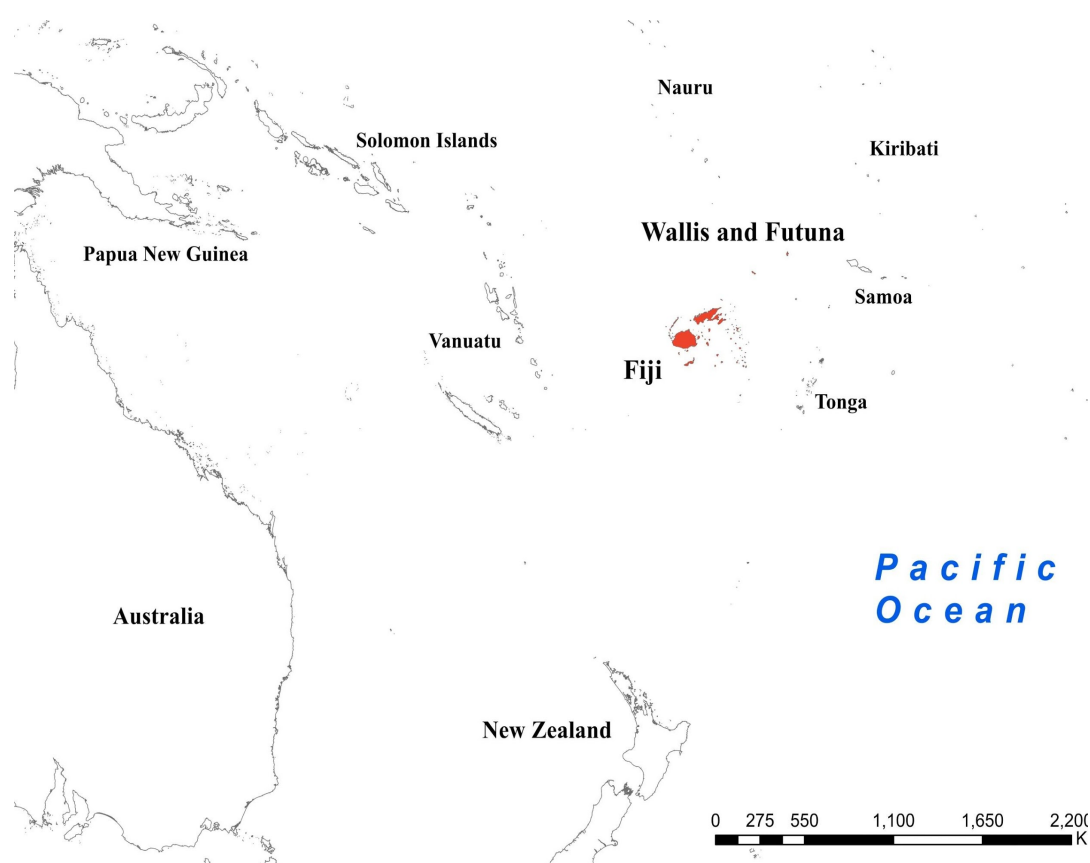 Nauru
Solomon Islands
Kiribati
Wallis and Futuna
Papua New Guinea
Samoa
Vanuatu
Fiji
Tonga
Pacific
Ocean
Australia
New Zealand
0 275 550 1,100 1,650 2,200
K